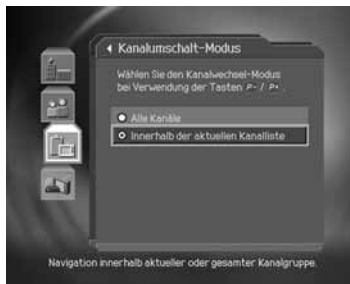 Kanalumschalt-Modus
Wählen Sie den Kanalwechsel-Modus
bei Verwendung der Tasten P- / P+ .
Alle Kanäle
Innerhalb der aktuellen Kanalliste
Navigation innerhalb aktueller oder gesamter Kanalgruppe.